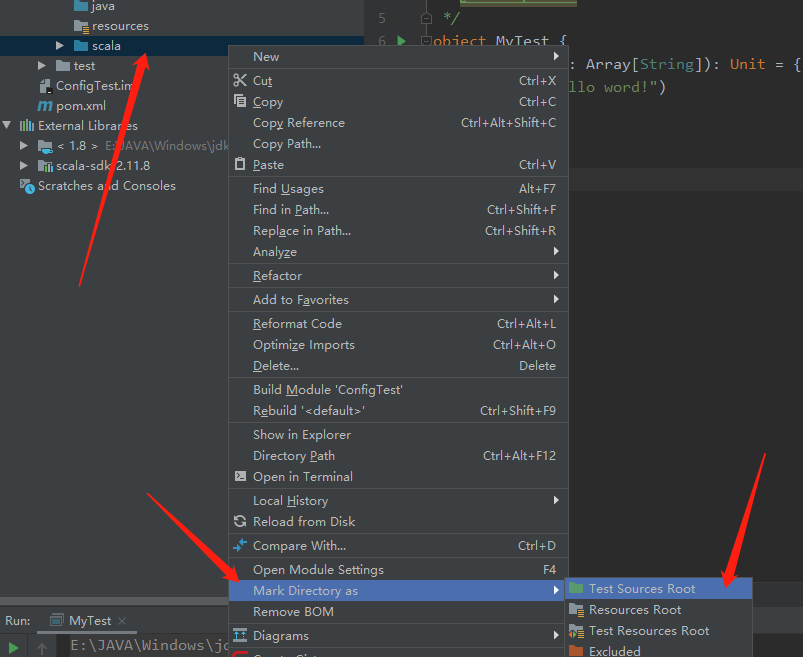 java
resources
scala
test
ConfigTest.im
pom.xml
External Libraries
< 1.8 > E:\JAVA\Windows\jdk
scala-sdk-2.11.8
Scratches and Consoles
5 */
6 object MyTest {
: Array[String]): Unit = {
llo word!")
New
Cut Ctrl+X
Copy Ctrl+C
Copy Reference Ctrl+Alt+Shift+C
Copy Path...
Paste Ctrl+V
Find Usages Alt+F7
Find in Path... Ctrl+Shift+F
Replace in Path... Ctrl+Shift+R
Analyze
Refactor
Add to Favorites
Reformat Code Ctrl+Alt+L
Optimize Imports Ctrl+Alt+O
Delete... Delete
Build Module 'ConfigTest'
Rebuild '<default>' Ctrl+Shift+F9
Show in Explorer
Directory Path Ctrl+Alt+F12
Open in Terminal
Local History
Reload from Disk
Compare With... Ctrl+D
Open Module Settings F4
Mark Directory as
Remove BOM
Diagrams
Test Sources Root
Resources Root
Test Resources Root
Excluded
Run: MyTest
E:\JAVA\Windows\jd